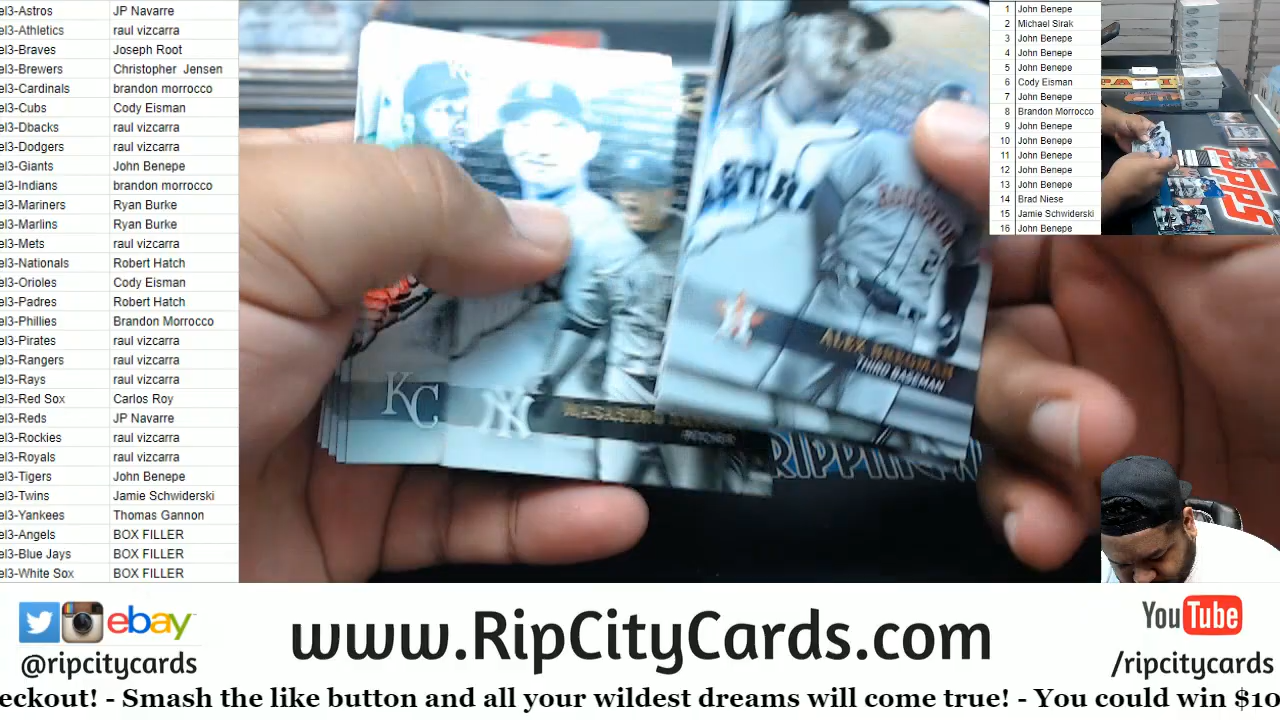 el3-Astros JP Navarre
el3-Athletics raul vizcarra
el3-Braves Joseph Root
el3-Brewers Christopher Jensen
el3-Cardinals brandon morrocco
el3-Cubs Cody Eisman
el3-Dbacks raul vizcarra
el3-Dodgers raul vizcarra
el3-Giants John Benepe
el3-Indians brandon morrocco
el3-Mariners Ryan Burke
el3-Marlins Ryan Burke
el3-Mets raul vizcarra
el3-Nationals Robert Hatch
el3-Orioles Cody Eisman
el3-Padres Robert Hatch
el3-Phillies Brandon Morrocco
el3-Pirates raul vizcarra
el3-Rangers raul vizcarra
el3-Rays raul vizcarra
el3-Red Sox Carlos Roy
el3-Reds JP Navarre
el3-Rockies raul vizcarra
el3-Royals raul vizcarra
el3-Tigers John Benepe
el3-Twins Jamie Schwiderski
el3-Yankees Thomas Gannon
el3-Angels BOX FILLER
el3-Blue Jays BOX FILLER
el3-White Sox BOX FILLER
1 John Benepe
2 Michael Sirak
3 John Benepe
4 John Benepe
5 John Benepe
6 Cody Eisman
7 John Benepe
8 Brandon Morrocco
9 John Benepe
10 John Benepe
11 John Benepe
12 John Benepe
13 John Benepe
14 Brad Niese
15 Jamie Schwiderski
16 John Benepe
ALEX BREGMAN
THIRD BASEMAN
KC
NY
PITCHER
RIPPING
TOPPS
ebay
@ripcitycards
www.RipCityCards.com
YouTube
/ripcitycards
eckout! - Smash the like button and all your wildest dreams will come true! - You could win $10